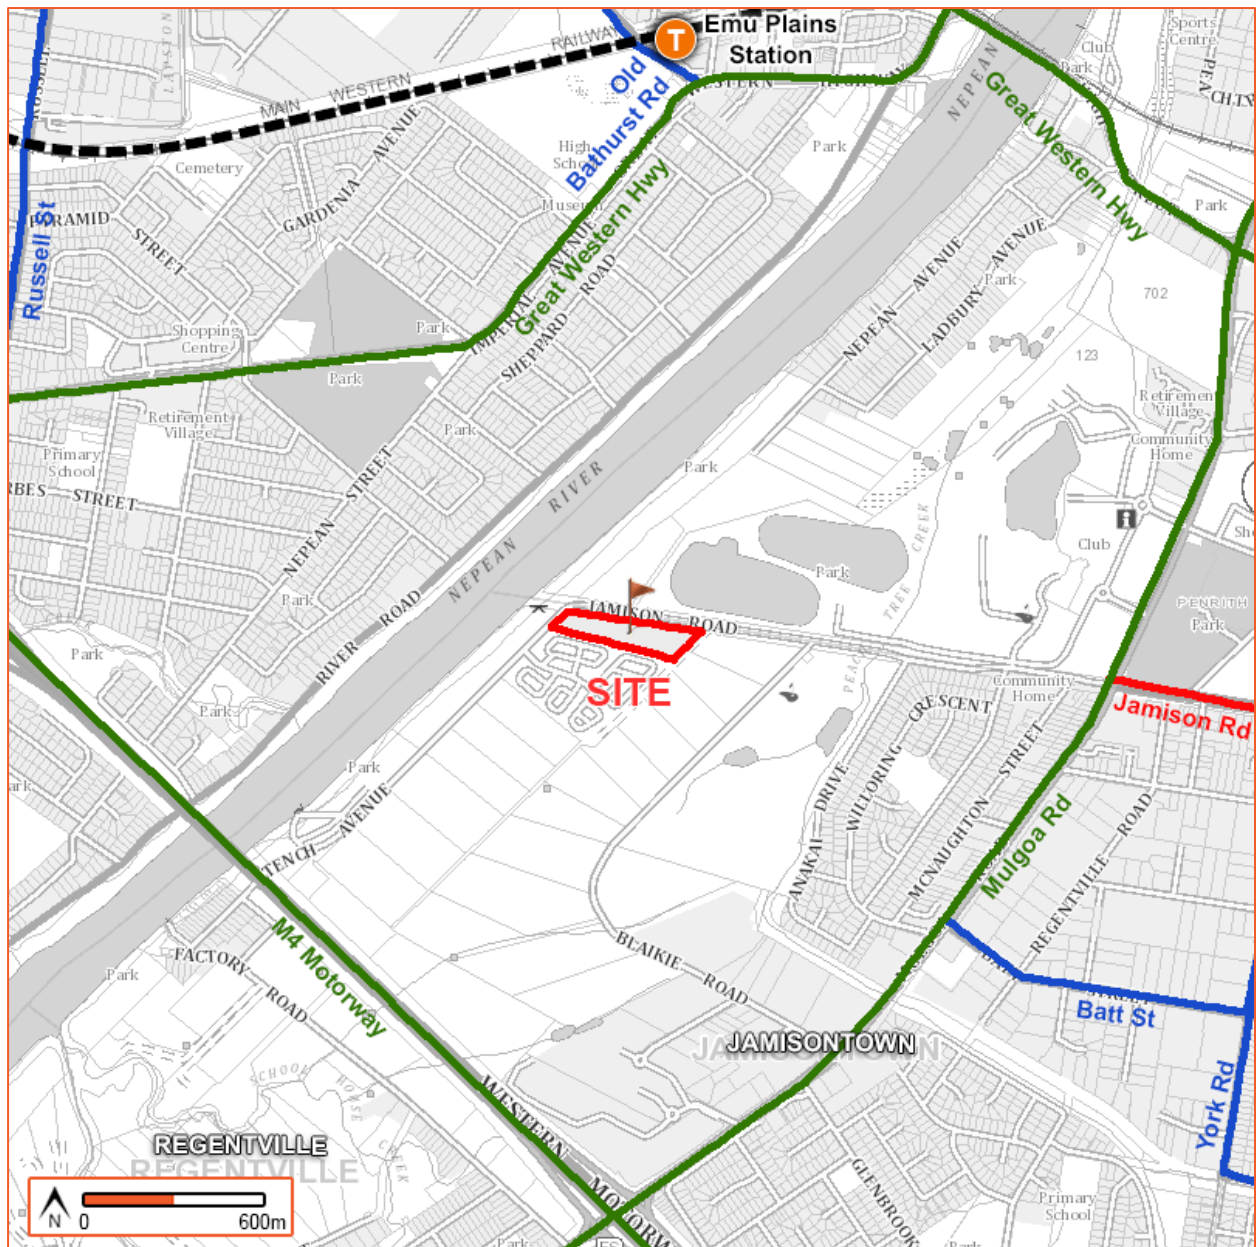 Emu Plains
Station
T
RAILWAY
WESTERN
MAIN
Old
Bathurst Rd
HIGHWAY
NEPEAN
Club
Park
Sports
Centre
Great Western Hwy
RUSSELL
Cemetery
GARDENIA AVENUE
High
School
Museum
Park
Park
PYRAMID
STREET
Russell St
Great Western Hwy
IMPERIAL AVENUE
SHEPPARD ROAD
NEPEAN AVENUE
LADBURY AVENUE
Park
702
123
Shopping
Centre
Park
Park
Retirement
Village
Park
Primary
School
STREET
NEPEAN STREET
Retirement
Village
Community
Home
Park
NEPEAN RIVER
Park
TREE CREEK
i
Club
PENRITH
Park
RIVER ROAD
JAMISON ROAD
SITE
Park
Park
Park
Community
Home
Jamison Rd
CRESCENT
WILLORING
ANAKAI DRIVE
MCNAUGHTON STREET
Mulgoa Rd
REGENTVILLE ROAD
TENCH AVENUE
M4 Motorway
FACTORY ROAD
Park
BLAIKIE ROAD
STREET
Batt St
JAMISONTOWN
JAMISONTOWN
York Rd
SCHOOL HOUSE CREEK
WESTERN
MOTORW
REGENTVILLE
REGENTVILLE
GLENBROOK
Primary
School
Park
Park
N
0
600m